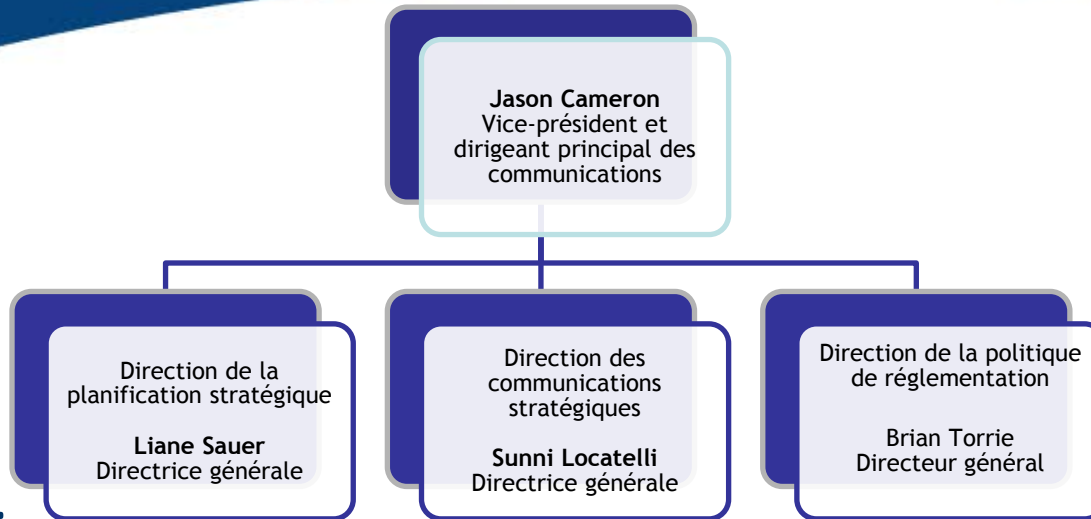 Jason Cameron
Vice-président et
dirigeant principal des
communications
Direction de la
planification stratégique
Liane Sauer
Directrice générale
Direction des
communications
stratégiques
Sunni Locatelli
Directrice générale
Direction de la politique
de réglementation
Brian Torrie
Directeur général